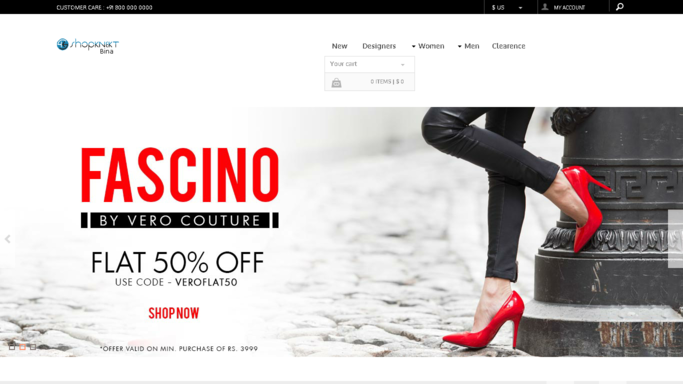 CUSTOMER CARE : +91 800 000 0000
$ US
MY ACCOUNT
shopknekt
Bina
New
Designers
Women
Men
Clearence
Your cart
0 ITEMS | $ 0
FASCINO
BY VERO COUTURE
FLAT 50% OFF
USE CODE - VEROFLAT50
SHOP NOW
*OFFER VALID ON MIN. PURCHASE OF RS. 3999